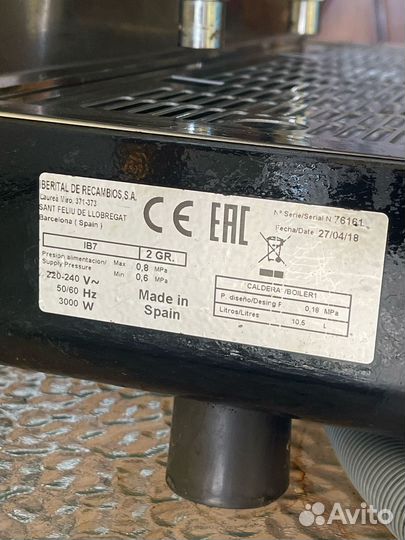 BERITAL DE RECAMBIOS,S.A.
Laurea Miro, 371-373
SANT FELIU DE LLOBREGAT
Barcelona ( Spain )
CE EAC
Nº Serie/Serial N 76161
Fecha/Date: 27/04/18
IB7 2 GR.
Presion alimentación/ Max 0,8 MPa
Supply Pressure Min 0,6 MPa
220-240 V~
50/60 Hz
3000 W
Made in
Spain
CALDERA /BOILER1
P. diseño/Desing P 0,18 MPa
Litros/Litres 10,5 L
Avito